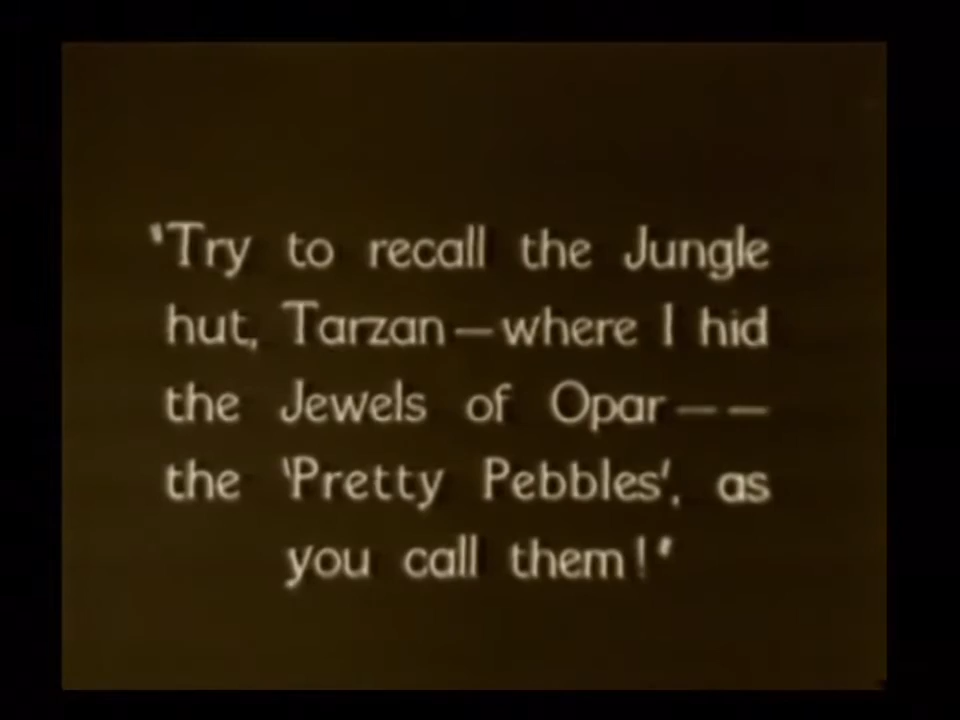 "Try to recall the Jungle
hut, Tarzan—where I hid
the Jewels of Opar——
the 'Pretty Pebbles', as
you call them!"